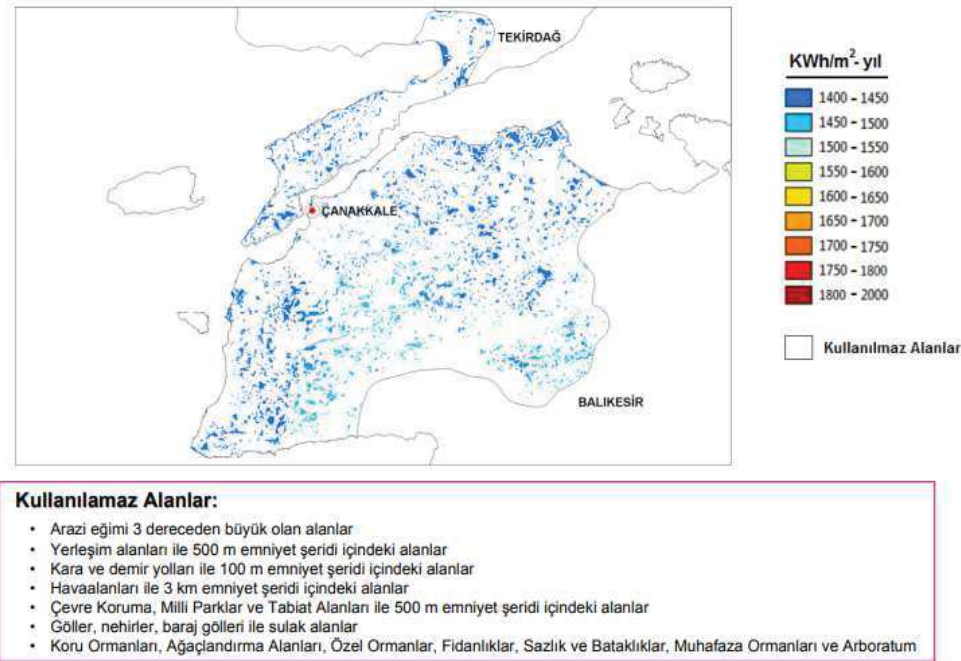 TEKİRDAĞ
ÇANAKKALE
BALIKESİR
KWh/m²- yıl
1400 - 1450
1450 - 1500
1500 - 1550
1550 - 1600
1600 - 1650
1650 - 1700
1700 - 1750
1750 - 1800
1800 - 2000
Kullanılmaz Alanlar
Kullanılamaz Alanlar:
• Arazi eğimi 3 dereceden büyük olan alanlar
• Yerleşim alanları ile 500 m emniyet şeridi içindeki alanlar
• Kara ve demir yolları ile 100 m emniyet şeridi içindeki alanlar
• Havaalanları ile 3 km emniyet şeridi içindeki alanlar
• Çevre Koruma, Milli Parklar ve Tabiat Alanları ile 500 m emniyet şeridi içindeki alanlar
• Göller, nehirler, baraj gölleri ile sulak alanlar
• Koru Ormanları, Ağaçlandırma Alanları, Özel Ormanlar, Fidanlıklar, Sazlık ve Bataklıklar, Muhafaza Ormanları ve Arboratum